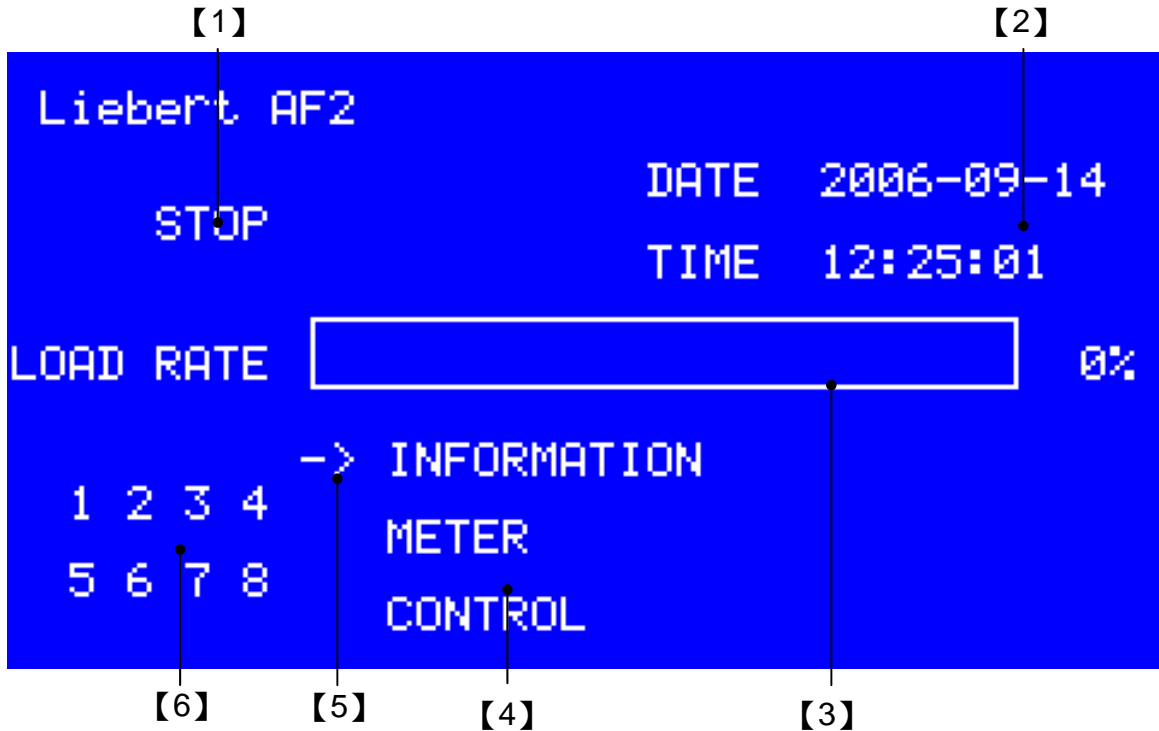 【1】 【2】
Liebert AF2
DATE 2006-09-14
STOP
TIME 12:25:01
LOAD RATE 0%
-> INFORMATION
1 2 3 4
METER
5 6 7 8
CONTROL
【6】 【5】 【4】 【3】